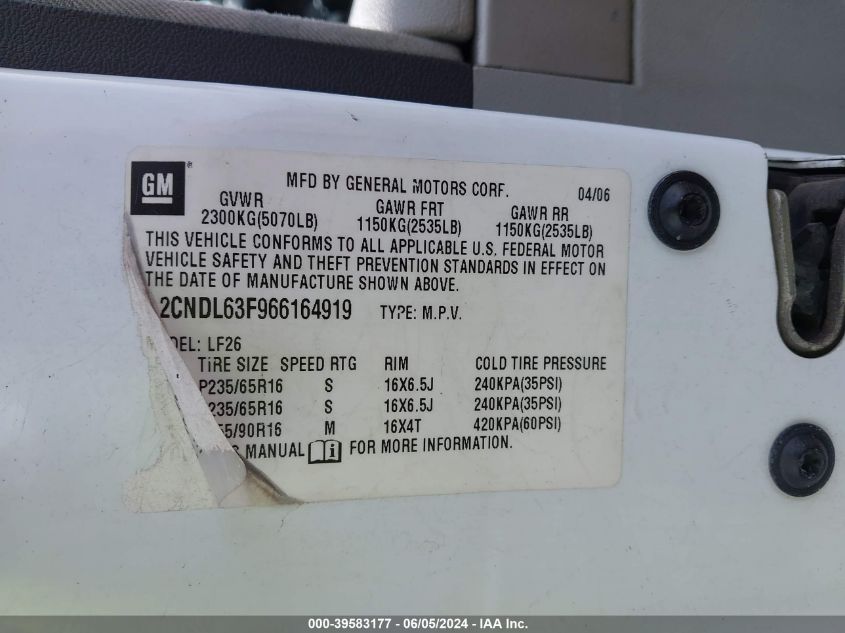 GM ®
MFD BY GENERAL MOTORS CORF. 04/06
GVWR GAWR FRT GAWR RR
2300KG(5070LB) 1150KG(2535LB) 1150KG(2535LB)
THIS VEHICLE CONFORMS TO ALL APPLICABLE U.S. FEDERAL MOTOR
VEHICLE SAFETY AND THEFT PREVENTION STANDARDS IN EFFECT ON
THE DATE OF MANUFACTURE SHOWN ABOVE.
2CNDL63F966164919 TYPE: M.P.V.
DEL: LF26
TIRE SIZE SPEED RTG RIM COLD TIRE PRESSURE
P235/65R16 S 16X6.5J 240KPA(35PSI)
235/65R16 S 16X6.5J 240KPA(35PSI)
5/90R16 M 16X4T 420KPA(60PSI)
S MANUAL i FOR MORE INFORMATION.
000-39583177 - 06/05/2024 - IAA Inc.